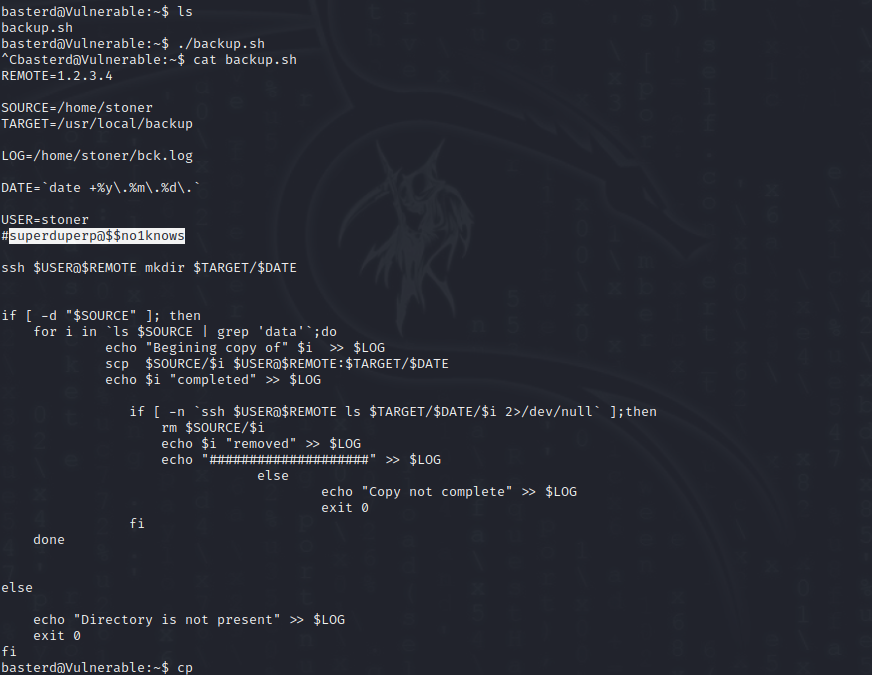 basterd@Vulnerable:~$ ls
backup.sh
basterd@Vulnerable:~$ ./backup.sh
^Cbasterd@Vulnerable:~$ cat backup.sh
REMOTE=1.2.3.4
SOURCE=/home/stoner
TARGET=/usr/local/backup
LOG=/home/stoner/bck.log
DATE=`date +%y\.%m\.%d\.`
USER=stoner
#superduperp@$$no1knows
ssh $USER@$REMOTE mkdir $TARGET/$DATE
if [ -d "$SOURCE" ]; then
    for i in `ls $SOURCE | grep 'data'`;do
             echo "Begining copy of" $i  >> $LOG
             scp  $SOURCE/$i $USER@$REMOTE:$TARGET/$DATE
             echo $i "completed" >> $LOG
                if [ -n `ssh $USER@$REMOTE ls $TARGET/$DATE/$i 2>/dev/null` ];then
                    rm $SOURCE/$i
                    echo $i "removed" >> $LOG
                    echo "####################" >> $LOG
                                else
                                        echo "Copy not complete" >> $LOG
                                        exit 0
                fi
    done
else
    echo "Directory is not present" >> $LOG
    exit 0
fi
basterd@Vulnerable:~$ cp